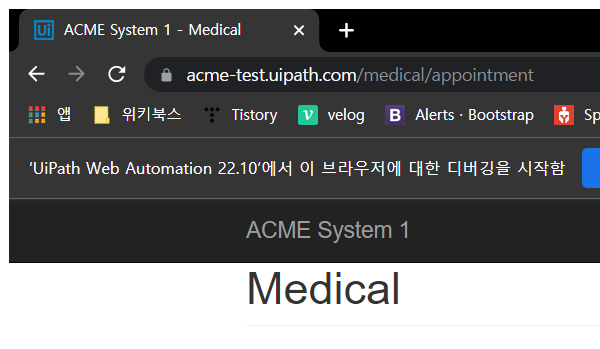 Ui ACME System 1 - Medical
acme-test.uipath.com/medical/appointment
앱 위키북스 Tistory velog B Alerts · Bootstrap Sp
'UiPath Web Automation 22.10'에서 이 브라우저에 대한 디버깅을 시작함
ACME System 1
Medical